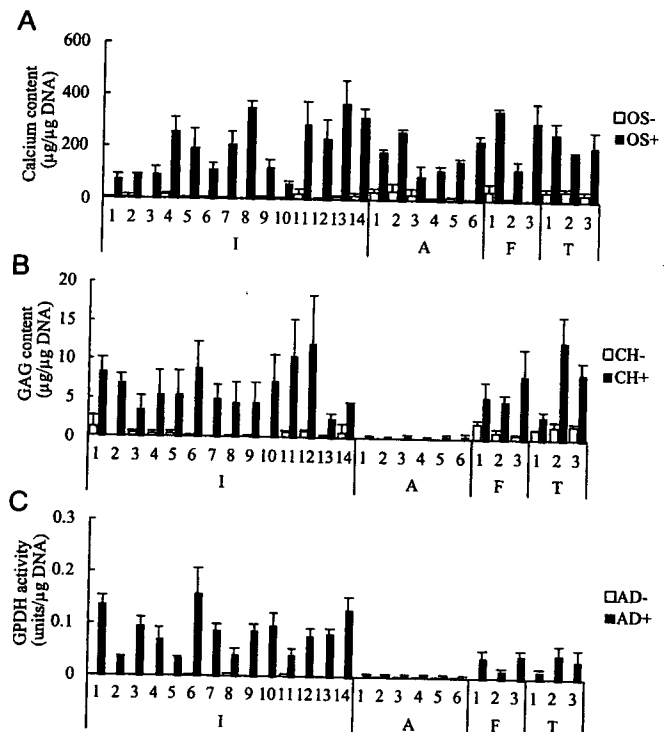 A
600
400
200
0
Calcium content
(μg/μg DNA)
OS-
OS+
1 2 3 4 5 6 7 8 9 10 11 12 13 14 1 2 3 4 5 6 1 2 3 1 2 3
I A F T
B
20
15
10
5
0
GAG content
(μg/μg DNA)
CH-
CH+
1 2 3 4 5 6 7 8 9 10 11 12 13 14 1 2 3 4 5 6 1 2 3 1 2 3
I A F T
C
0.3
0.2
0.1
0
GPDH activity
(units/μg DNA)
AD-
AD+
1 2 3 4 5 6 7 8 9 10 11 12 13 14 1 2 3 4 5 6 1 2 3 1 2 3
I A F T